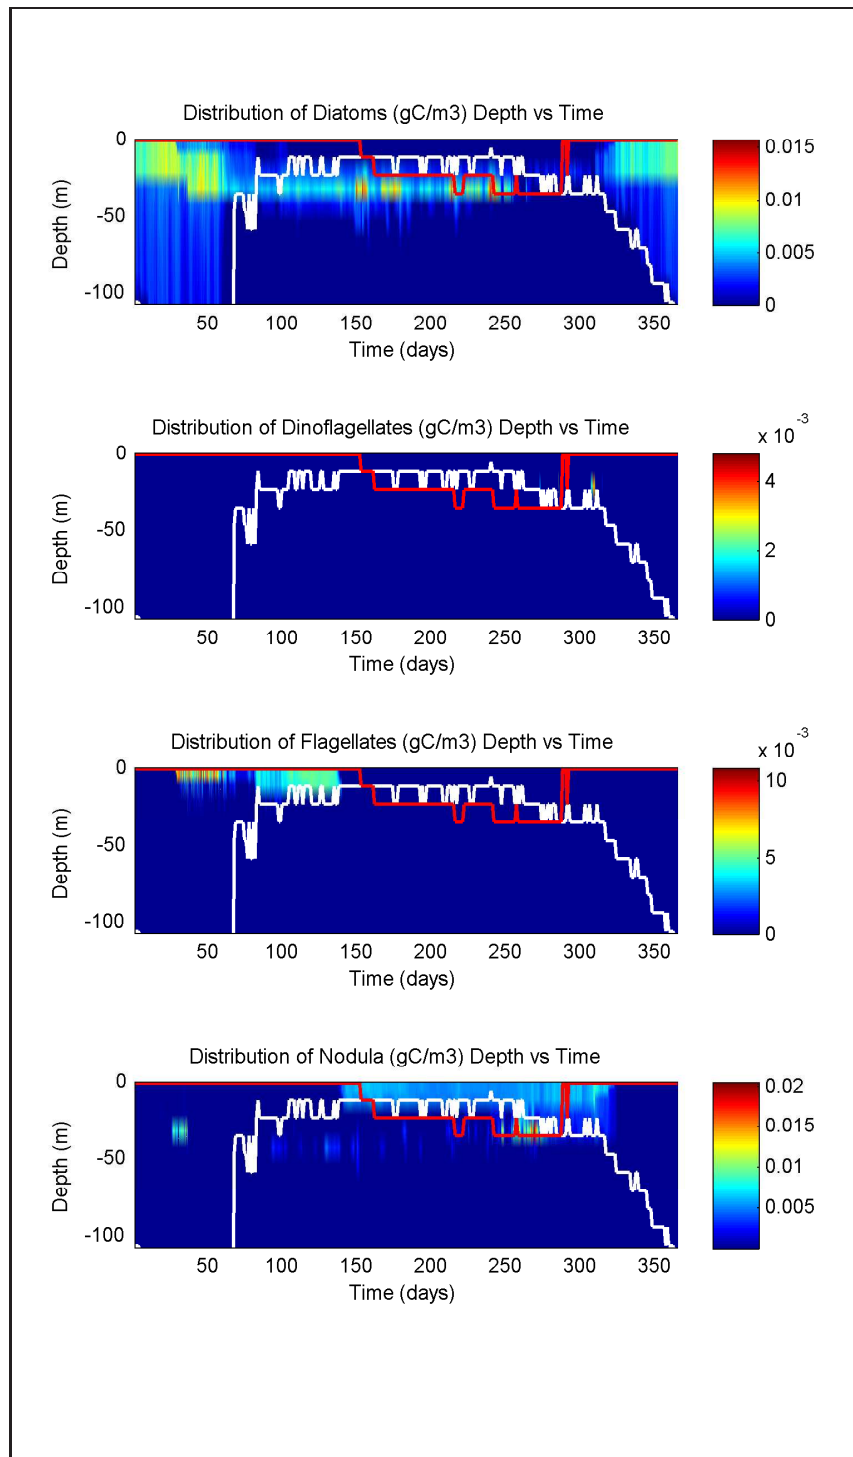 Distribution of Diatoms (gC/m3) Depth vs Time
0
-50
-100
Depth (m)
50 100 150 200 250 300 350
Time (days)
0.015
0.01
0.005
0
Distribution of Dinoflagellates (gC/m3) Depth vs Time
x 10-3
0
-50
-100
Depth (m)
50 100 150 200 250 300 350
Time (days)
4
2
0
Distribution of Flagellates (gC/m3) Depth vs Time
x 10-3
0
-50
-100
Depth (m)
50 100 150 200 250 300 350
Time (days)
10
5
0
Distribution of Nodula (gC/m3) Depth vs Time
0
-50
-100
Depth (m)
50 100 150 200 250 300 350
Time (days)
0.02
0.015
0.01
0.005